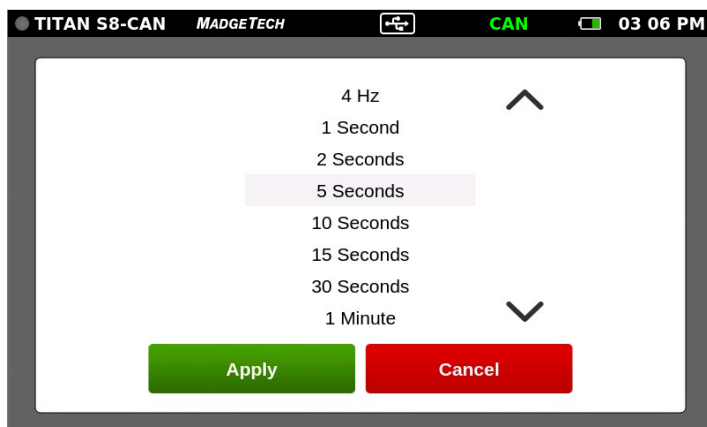 TITAN S8-CAN MADGETECH CAN 03 06 PM
4 Hz
1 Second
2 Seconds
5 Seconds
10 Seconds
15 Seconds
30 Seconds
1 Minute
Apply Cancel